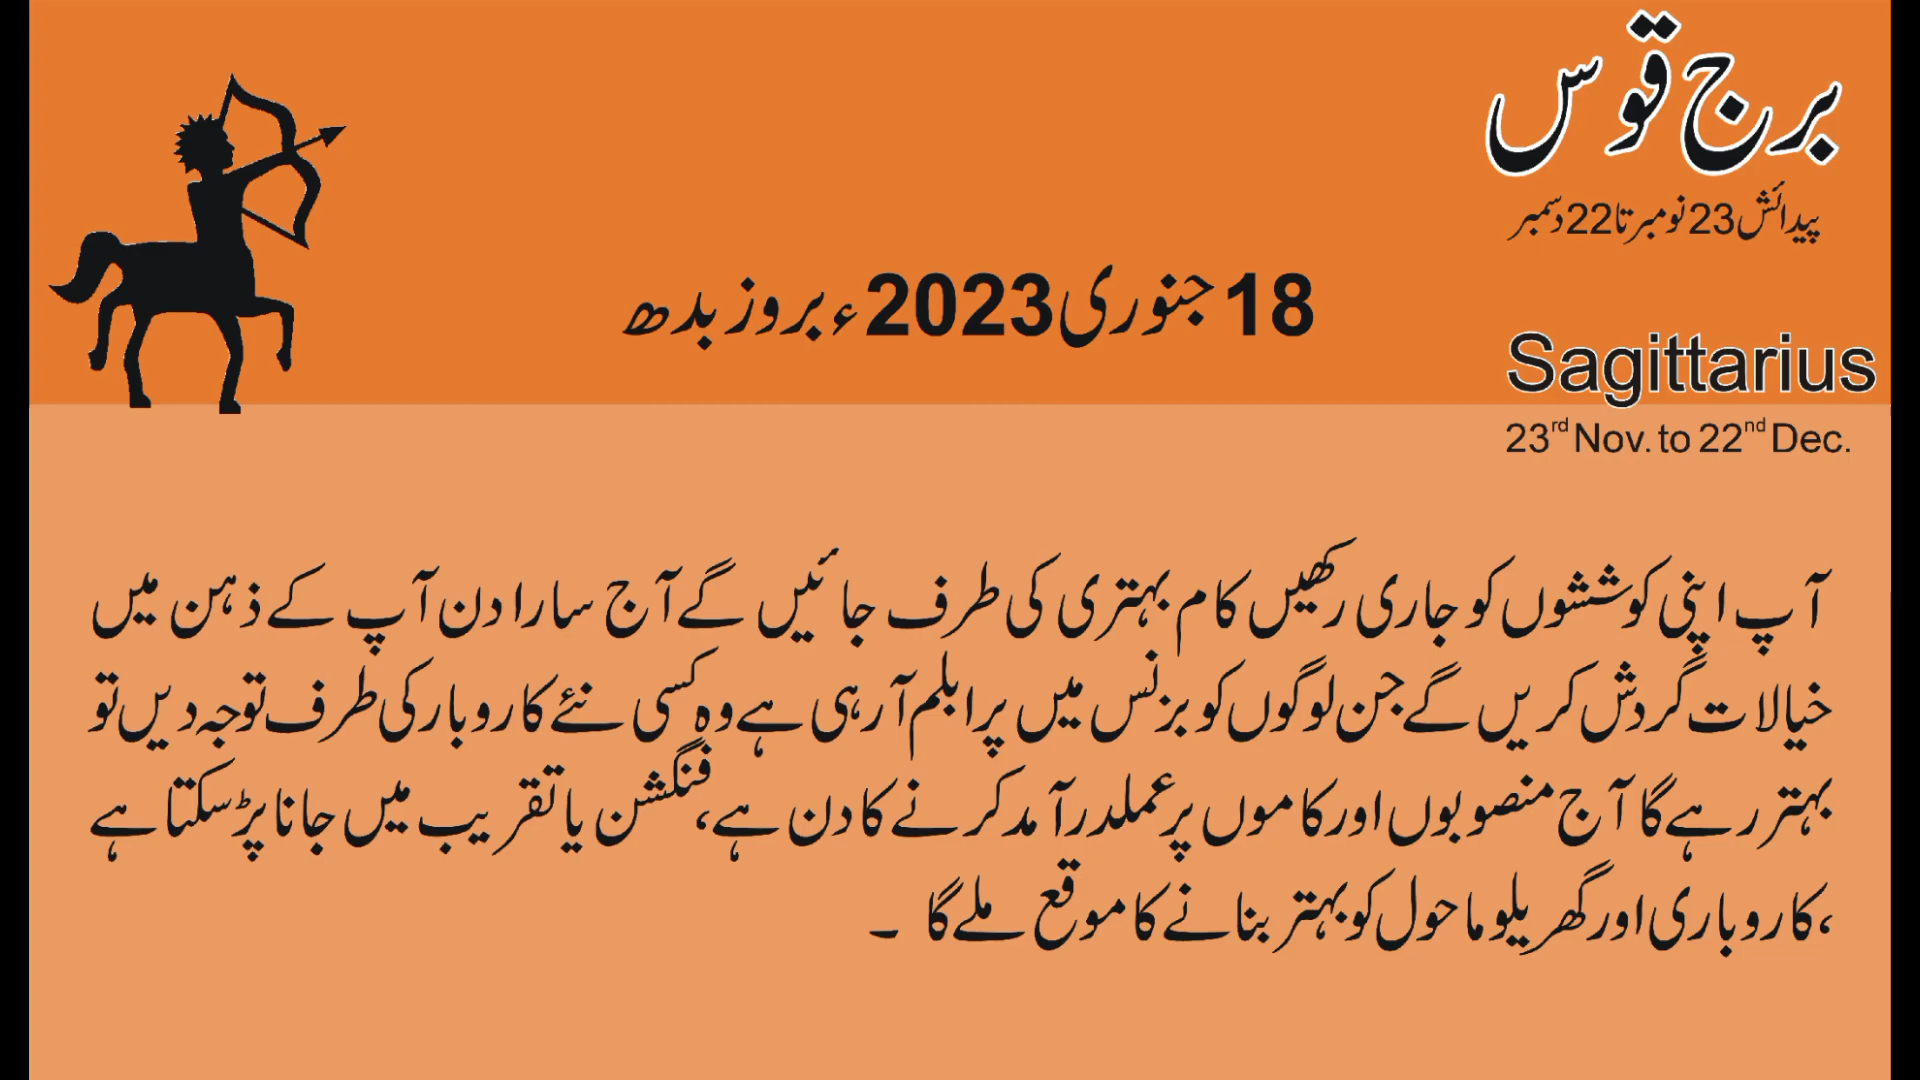 برج قوس
پیدائش 23 نومبر تا 22 دسمبر
18 جنوری 2023ء بروز بدھ
Sagittarius
23rd Nov. to 22nd Dec.
آپ اپنی کوششوں کو جاری رکھیں کام بہتری کی طرف جائیں گے آج سارا دن آپ کے ذہن میں
خیالات گردش کریں گے جن لوگوں کو بزنس میں پرابلم آرہی ہے وہ کسی نئے کاروبار کی طرف توجہ دیں تو
بہتر رہے گا آج منصوبوں اور کاموں پر عملدرآمد کرنے کا دن ہے، فنگشن یا تقریب میں جانا پڑ سکتا ہے
،کاروباری اور گھریلو ماحول کو بہتر بنانے کا موقع ملے گا ۔